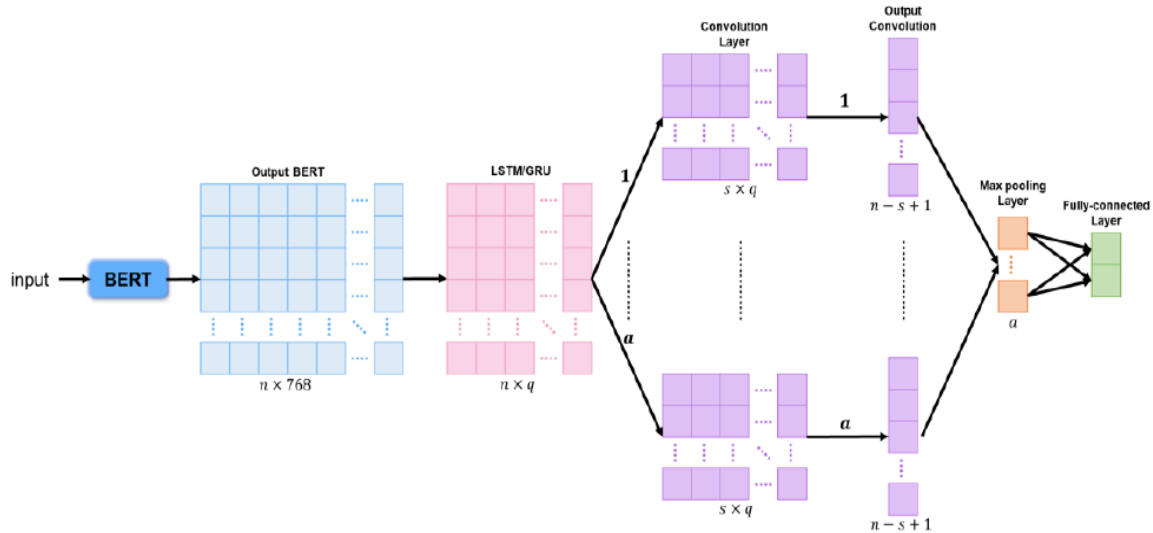 input
BERT
Output BERT
n × 768
LSTM/GRU
n × q
1
a
Convolution
Layer
s × q
s × q
1
a
Output
Convolution
n − s + 1
n − s + 1
Max pooling
Layer
a
Fully-connected
Layer